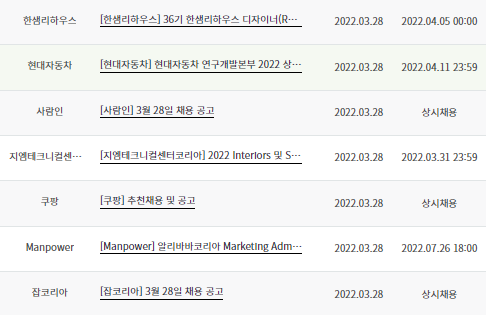 한샘리하우스 [한샘리하우스] 36기 한샘리하우스 디자이너(R… 2022.03.28 2022.04.05 00:00
현대자동차 [현대자동차] 현대자동차 연구개발본부 2022 상… 2022.03.28 2022.04.11 23:59
사람인 [사람인] 3월 28일 채용 공고 2022.03.28 상시채용
지엠테크니컬센… [지엠테크니컬센터코리아] 2022 Interiors 및 S… 2022.03.28 2022.03.31 23:59
쿠팡 [쿠팡] 추천채용 및 공고 2022.03.28 상시채용
Manpower [Manpower] 알리바바코리아 Marketing Adm… 2022.03.28 2022.07.26 18:00
잡코리아 [잡코리아] 3월 28일 채용 공고 2022.03.28 상시채용